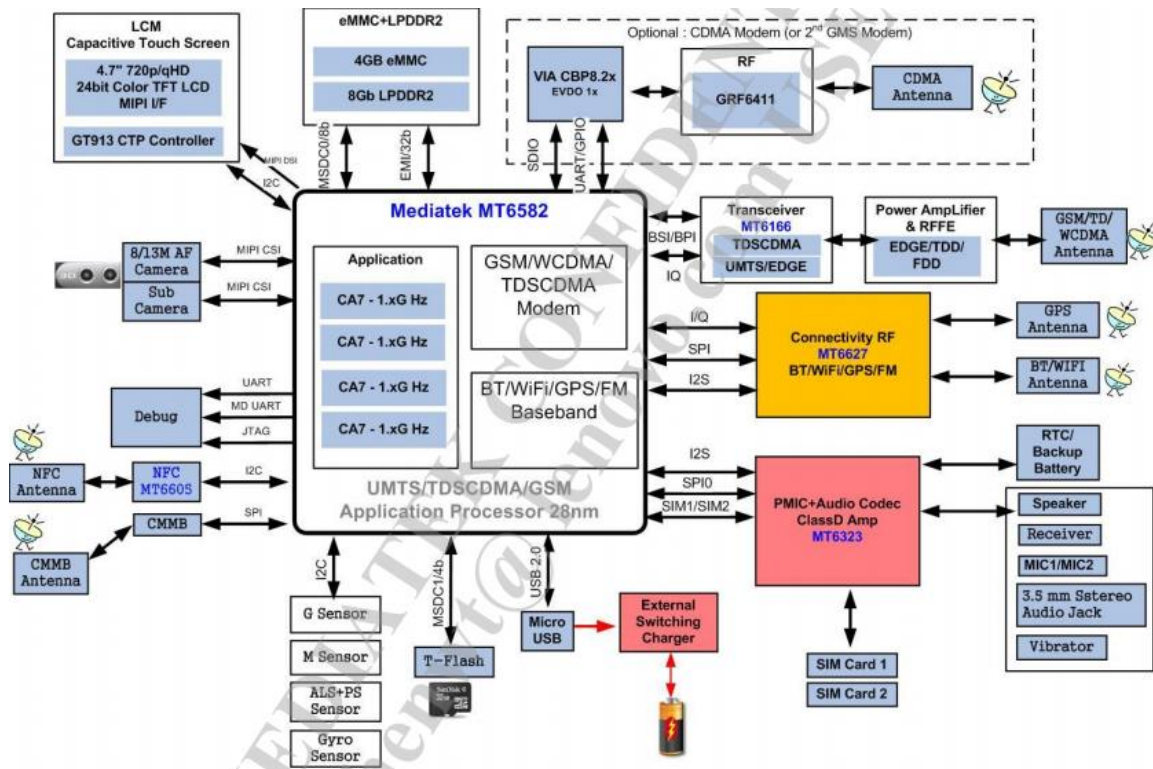 LCM
Capacitive Touch Screen
4.7" 720p/qHD
24bit Color TFT LCD
MIPI I/F
GT913 CTP Controller
eMMC+LPDDR2
4GB eMMC
8Gb LPDDR2
Optional : CDMA Modem (or 2nd GMS Modem)
VIA CBP8.2x
EVDO 1x
RF
GRF6411
CDMA
Antenna
MIPI DSI
I2C
MSDC0/8b
EMI/32b
SDIO
UART/GPIO
Mediatek MT6582
Application
CA7 - 1.xG Hz
CA7 - 1.xG Hz
CA7 - 1.xG Hz
CA7 - 1.xG Hz
GSM/WCDMA/
TDSCDMA
Modem
BT/WiFi/GPS/FM
Baseband
UMTS/TDSCDMA/GSM
Application Processor 28nm
BSI/BPI
IQ
Transceiver
MT6166
TDSCDMA
UMTS/EDGE
Power AmpLifier
& RFFE
EDGE/TDD/
FDD
GSM/TD/
WCDMA
Antenna
8/13M AF
Camera
Sub
Camera
MIPI CSI
MIPI CSI
3D
I/Q
SPI
I2S
Connectivity RF
MT6627
BT/WiFi/GPS/FM
GPS
Antenna
BT/WIFI
Antenna
Debug
UART
MD UART
JTAG
NFC
Antenna
NFC
MT6605
I2C
CMMB
SPI
CMMB
Antenna
I2S
SPI0
SIM1/SIM2
PMIC+Audio Codec
ClassD Amp
MT6323
RTC/
Backup
Battery
Speaker
Receiver
MIC1/MIC2
3.5 mm Sstereo
Audio Jack
Vibrator
SIM Card 1
SIM Card 2
I2C
G Sensor
M Sensor
ALS+PS
Sensor
Gyro
Sensor
MSDC1/4b
T-Flash
SanDisk
USB 2.0
Micro
USB
External
Switching
Charger